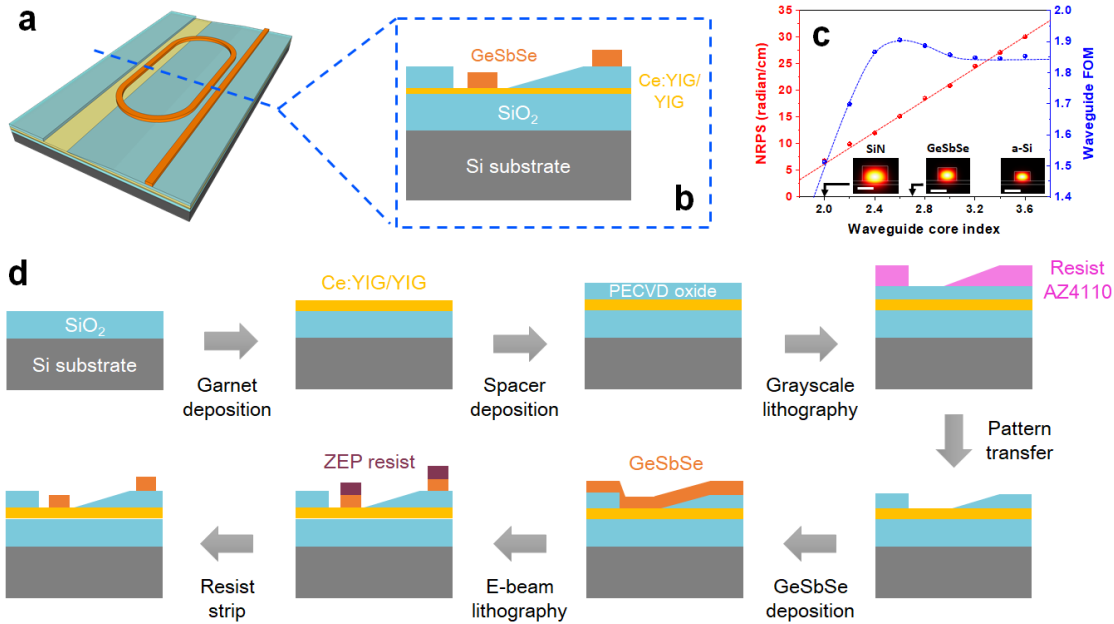 a
GeSbSe
Ce:YIG/
YIG
SiO2
Si substrate
b
c
35
30
25
20
15
10
5
0
NRPS (radian/cm)
2.0
1.9
1.8
1.7
1.6
1.5
1.4
Waveguide FOM
SiN
GeSbSe
a-Si
2.0 2.4 2.8 3.2 3.6
Waveguide core index
d
SiO2
Si substrate
Garnet
deposition
Ce:YIG/YIG
Spacer
deposition
PECVD oxide
Grayscale
lithography
Resist
AZ4110
Pattern
transfer
GeSbSe
deposition
GeSbSe
E-beam
lithography
ZEP resist
Resist
strip